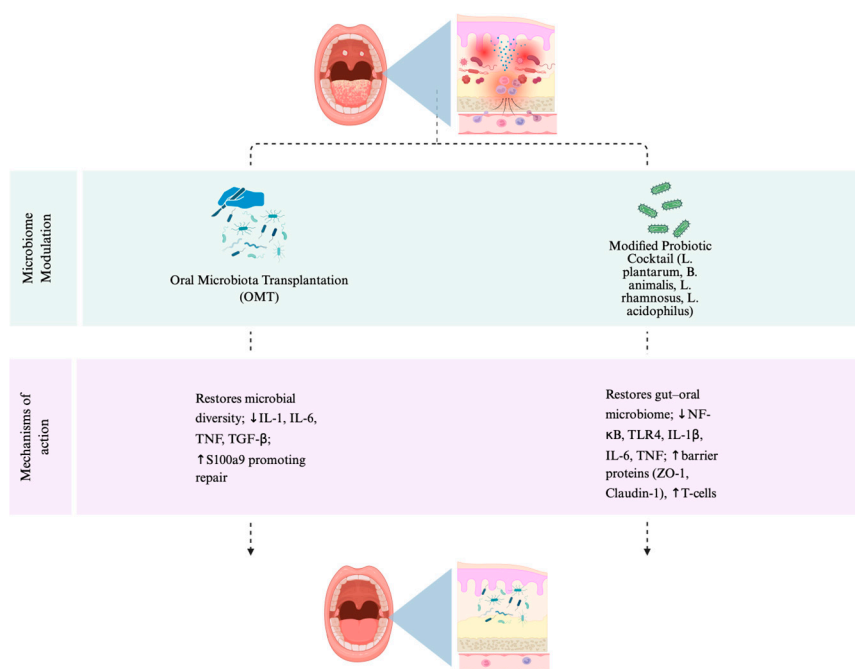 Microbiome
Modulation
Oral Microbiota Transplantation
(OMT)
Modified Probiotic
Cocktail (L.
plantarum, B.
animalis, L.
rhamnosus, L.
acidophilus)
Mechanisms of
action
Restores microbial
diversity; ↓IL-1, IL-6,
TNF, TGF-β;
↑S100a9 promoting
repair
Restores gut–oral
microbiome; ↓NF-
κB, TLR4, IL-1β,
IL-6, TNF; ↑barrier
proteins (ZO-1,
Claudin-1), ↑T-cells